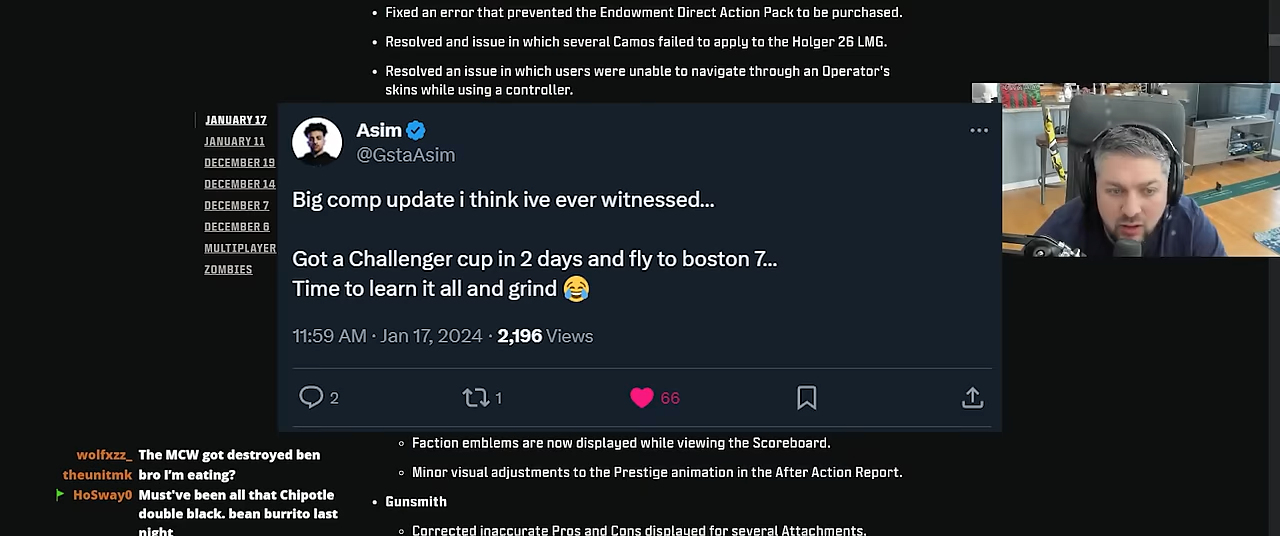 • Fixed an error that prevented the Endowment Direct Action Pack to be purchased.
• Resolved and issue in which several Camos failed to apply to the Holger 26 LMG.
• Resolved an issue in which users were unable to navigate through an Operator's
skins while using a controller.
JANUARY 17
JANUARY 11
DECEMBER 19
DECEMBER 14
DECEMBER 7
DECEMBER 6
MULTIPLAYER
ZOMBIES
Asim
@GstaAsim
Big comp update i think ive ever witnessed...
Got a Challenger cup in 2 days and fly to boston 7...
Time to learn it all and grind 😂
11:59 AM · Jan 17, 2024 · 2,196 Views
2
1
66
wolfxzz_ The MCW got destroyed ben
theunitmk bro I'm eating?
HoSway0 Must've been all that Chipotle
double black. bean burrito last
night
◦ Faction emblems are now displayed while viewing the Scoreboard.
◦ Minor visual adjustments to the Prestige animation in the After Action Report.
• Gunsmith
◦ Corrected inaccurate Pros and Cons displayed for several Attachments.